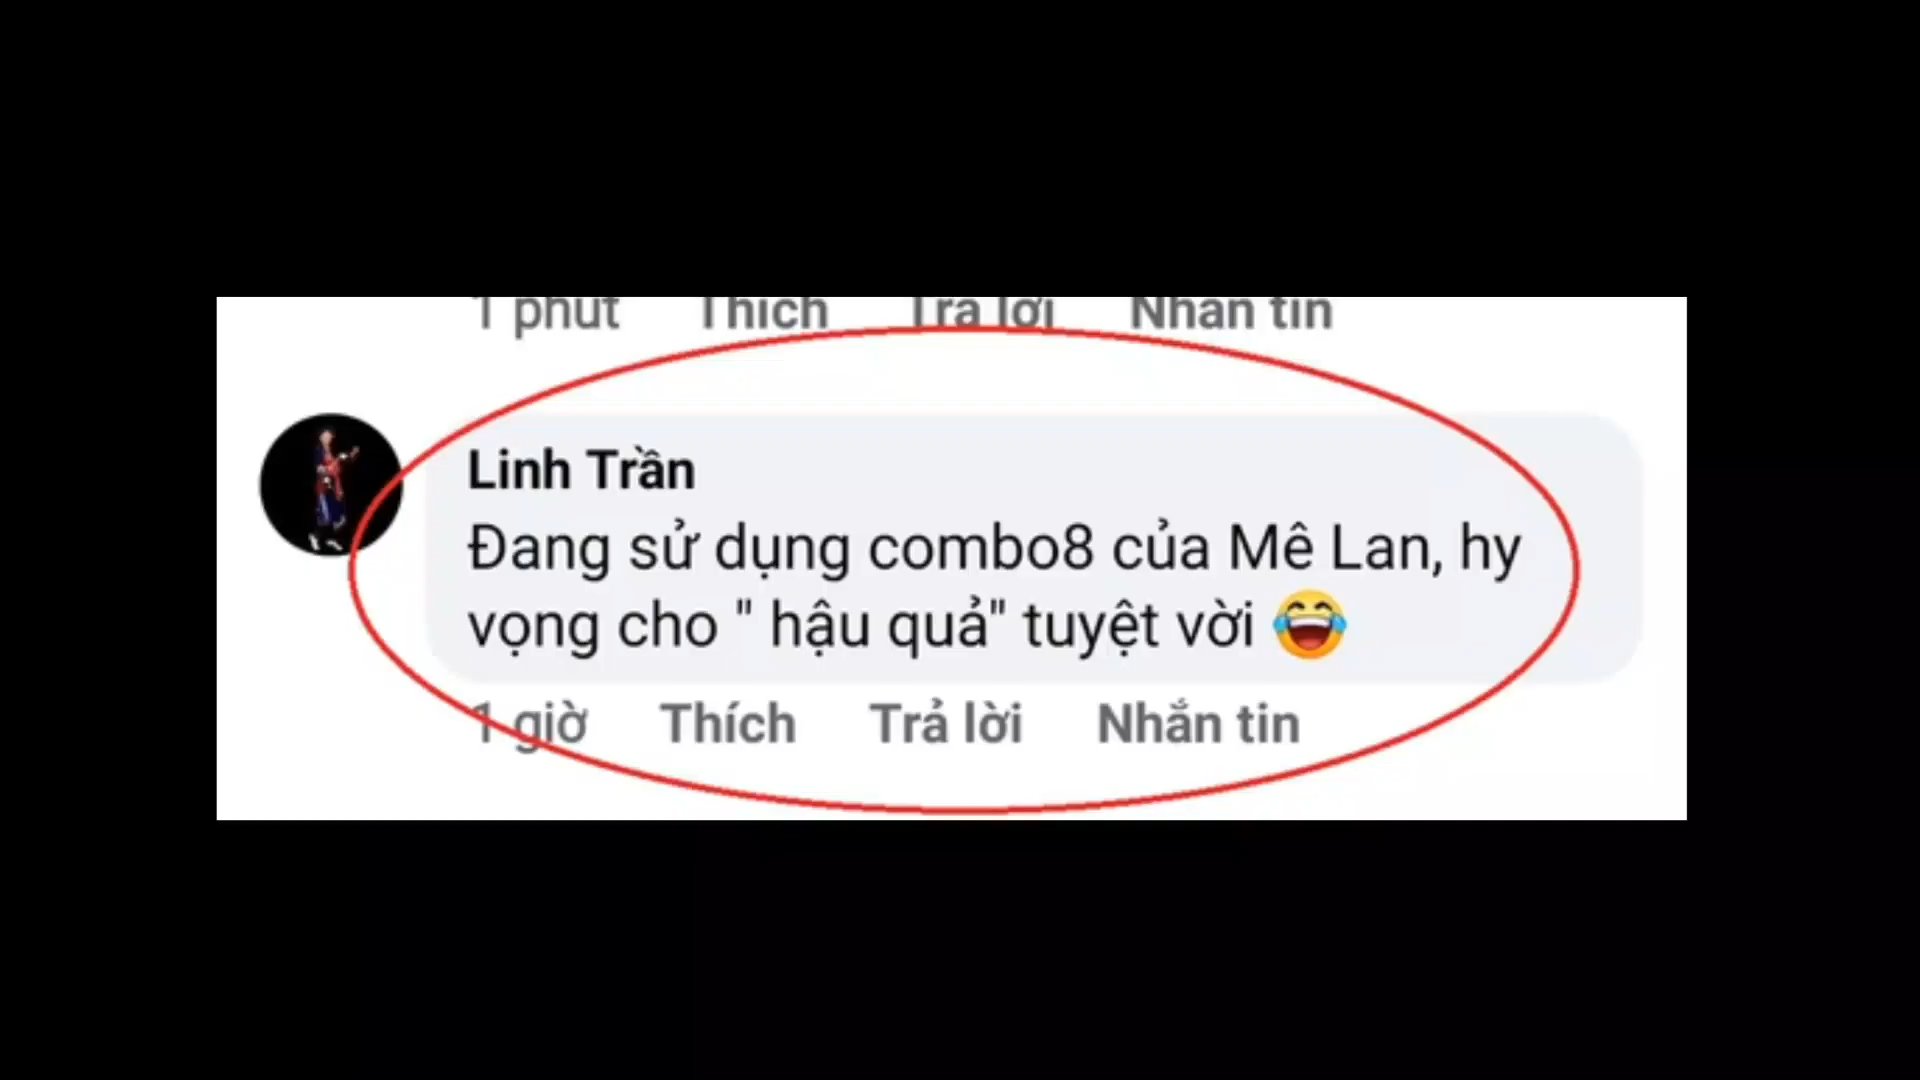 1 phút Thích Trả lời Nhắn tin
Linh Trần
Đang sử dụng combo8 của Mê Lan, hy
vọng cho " hậu quả" tuyệt vời 😂
1 giờ Thích Trả lời Nhắn tin